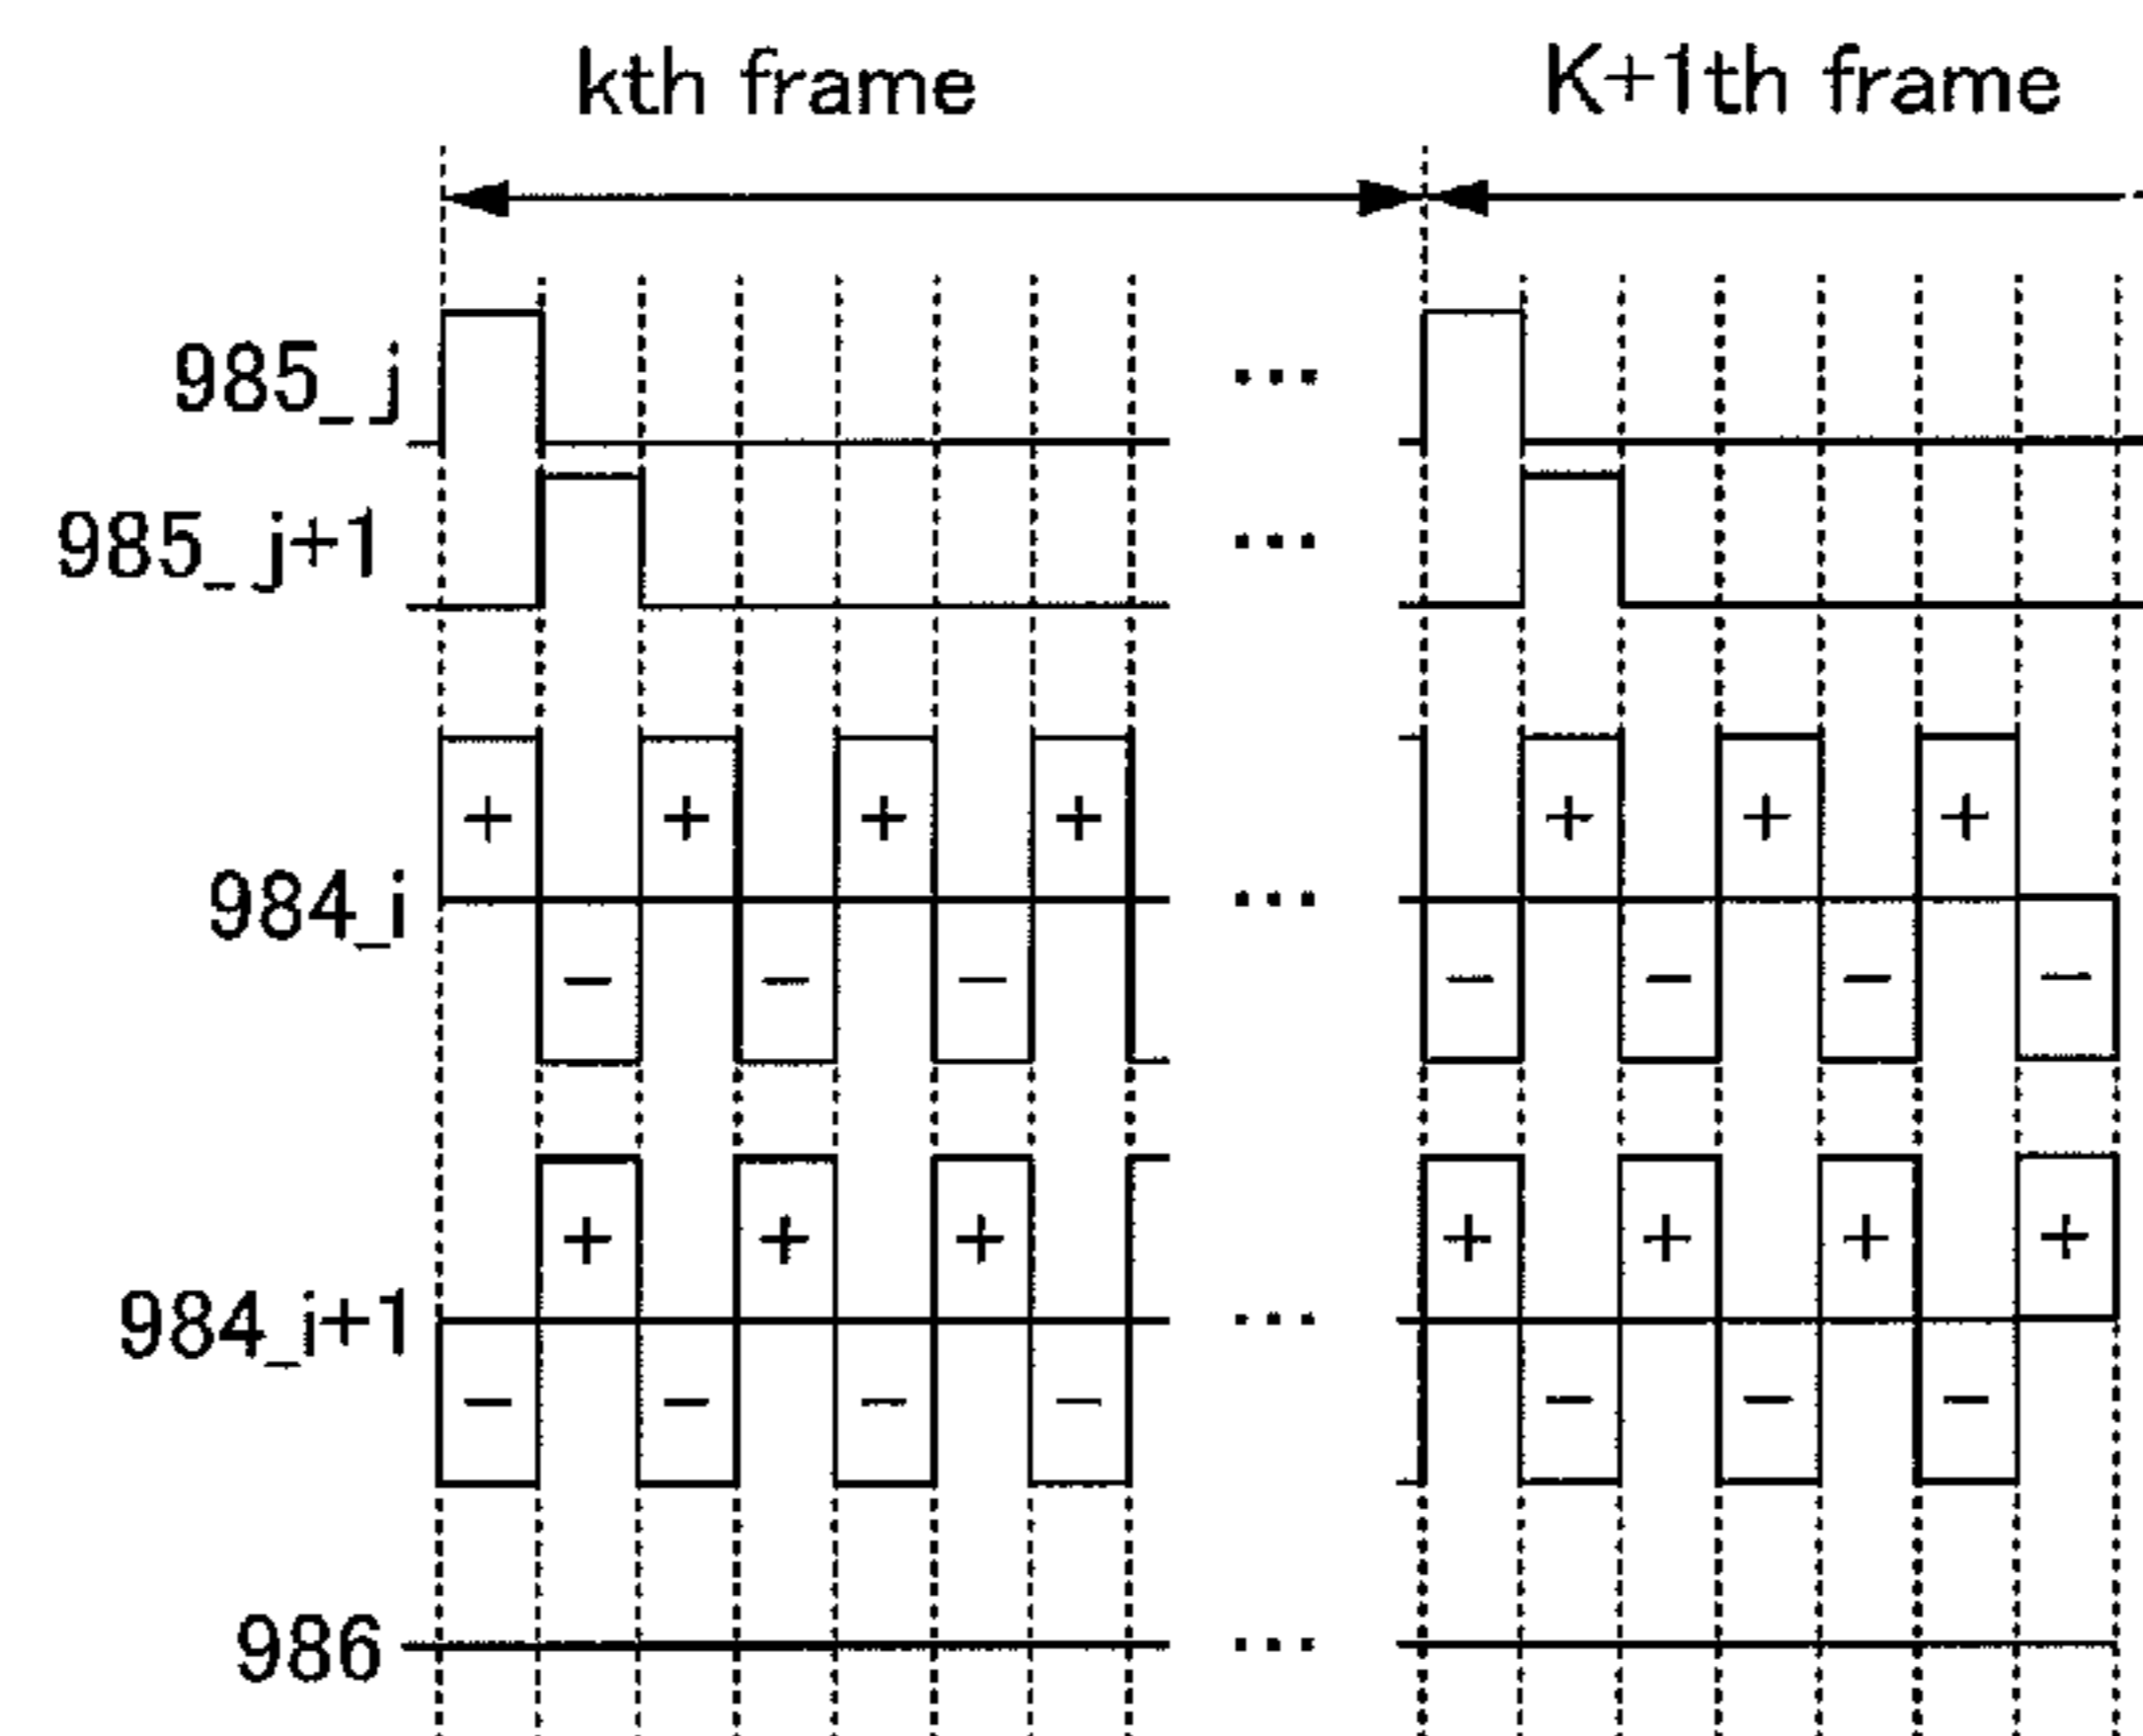 kth frame K+1th frame
985_j ...
985_j+1 ...
+ + + + + + +
984_i ...
− − − − − − −
+ + + + + + +
984_i+1 ...
− − − − − − −
986 ...